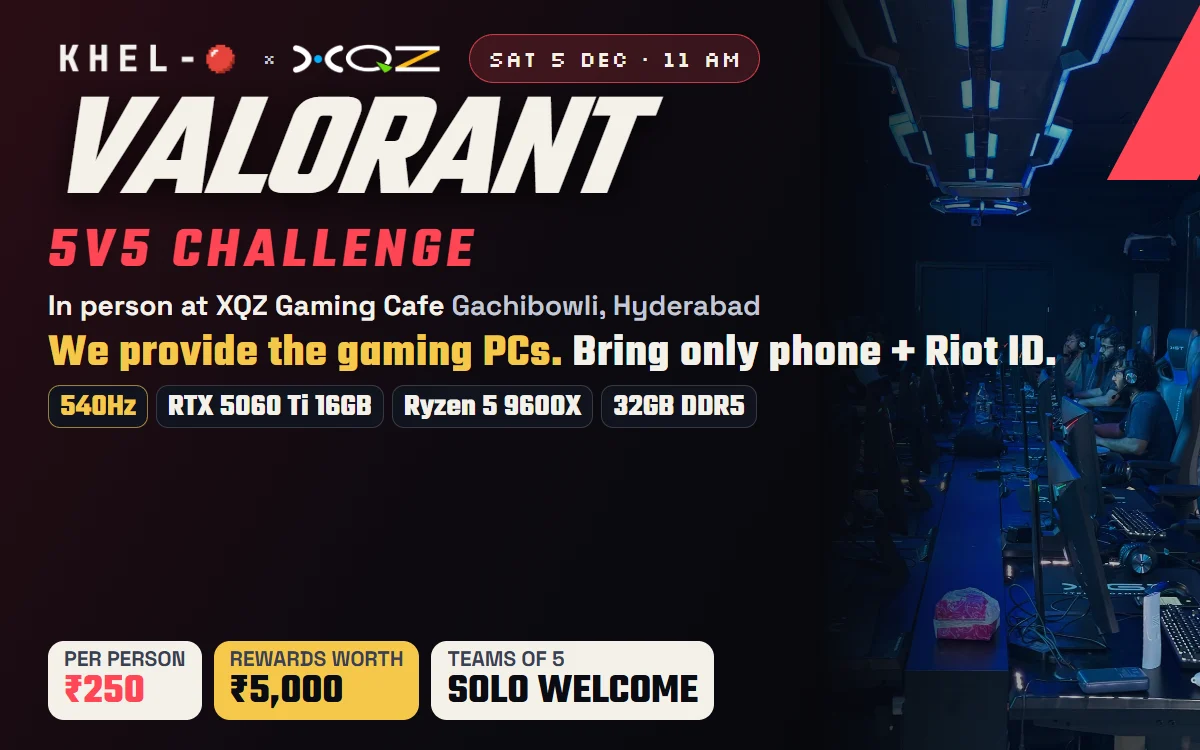 KHEL- × XQZ SAT 5 DEC · 11 AM
VALORANT
5V5 CHALLENGE
In person at XQZ Gaming Cafe Gachibowli, Hyderabad
We provide the gaming PCs. Bring only phone + Riot ID.
540Hz RTX 5060 Ti 16GB Ryzen 5 9600X 32GB DDR5
PER PERSON REWARDS WORTH TEAMS OF 5
₹250 ₹5,000 SOLO WELCOME